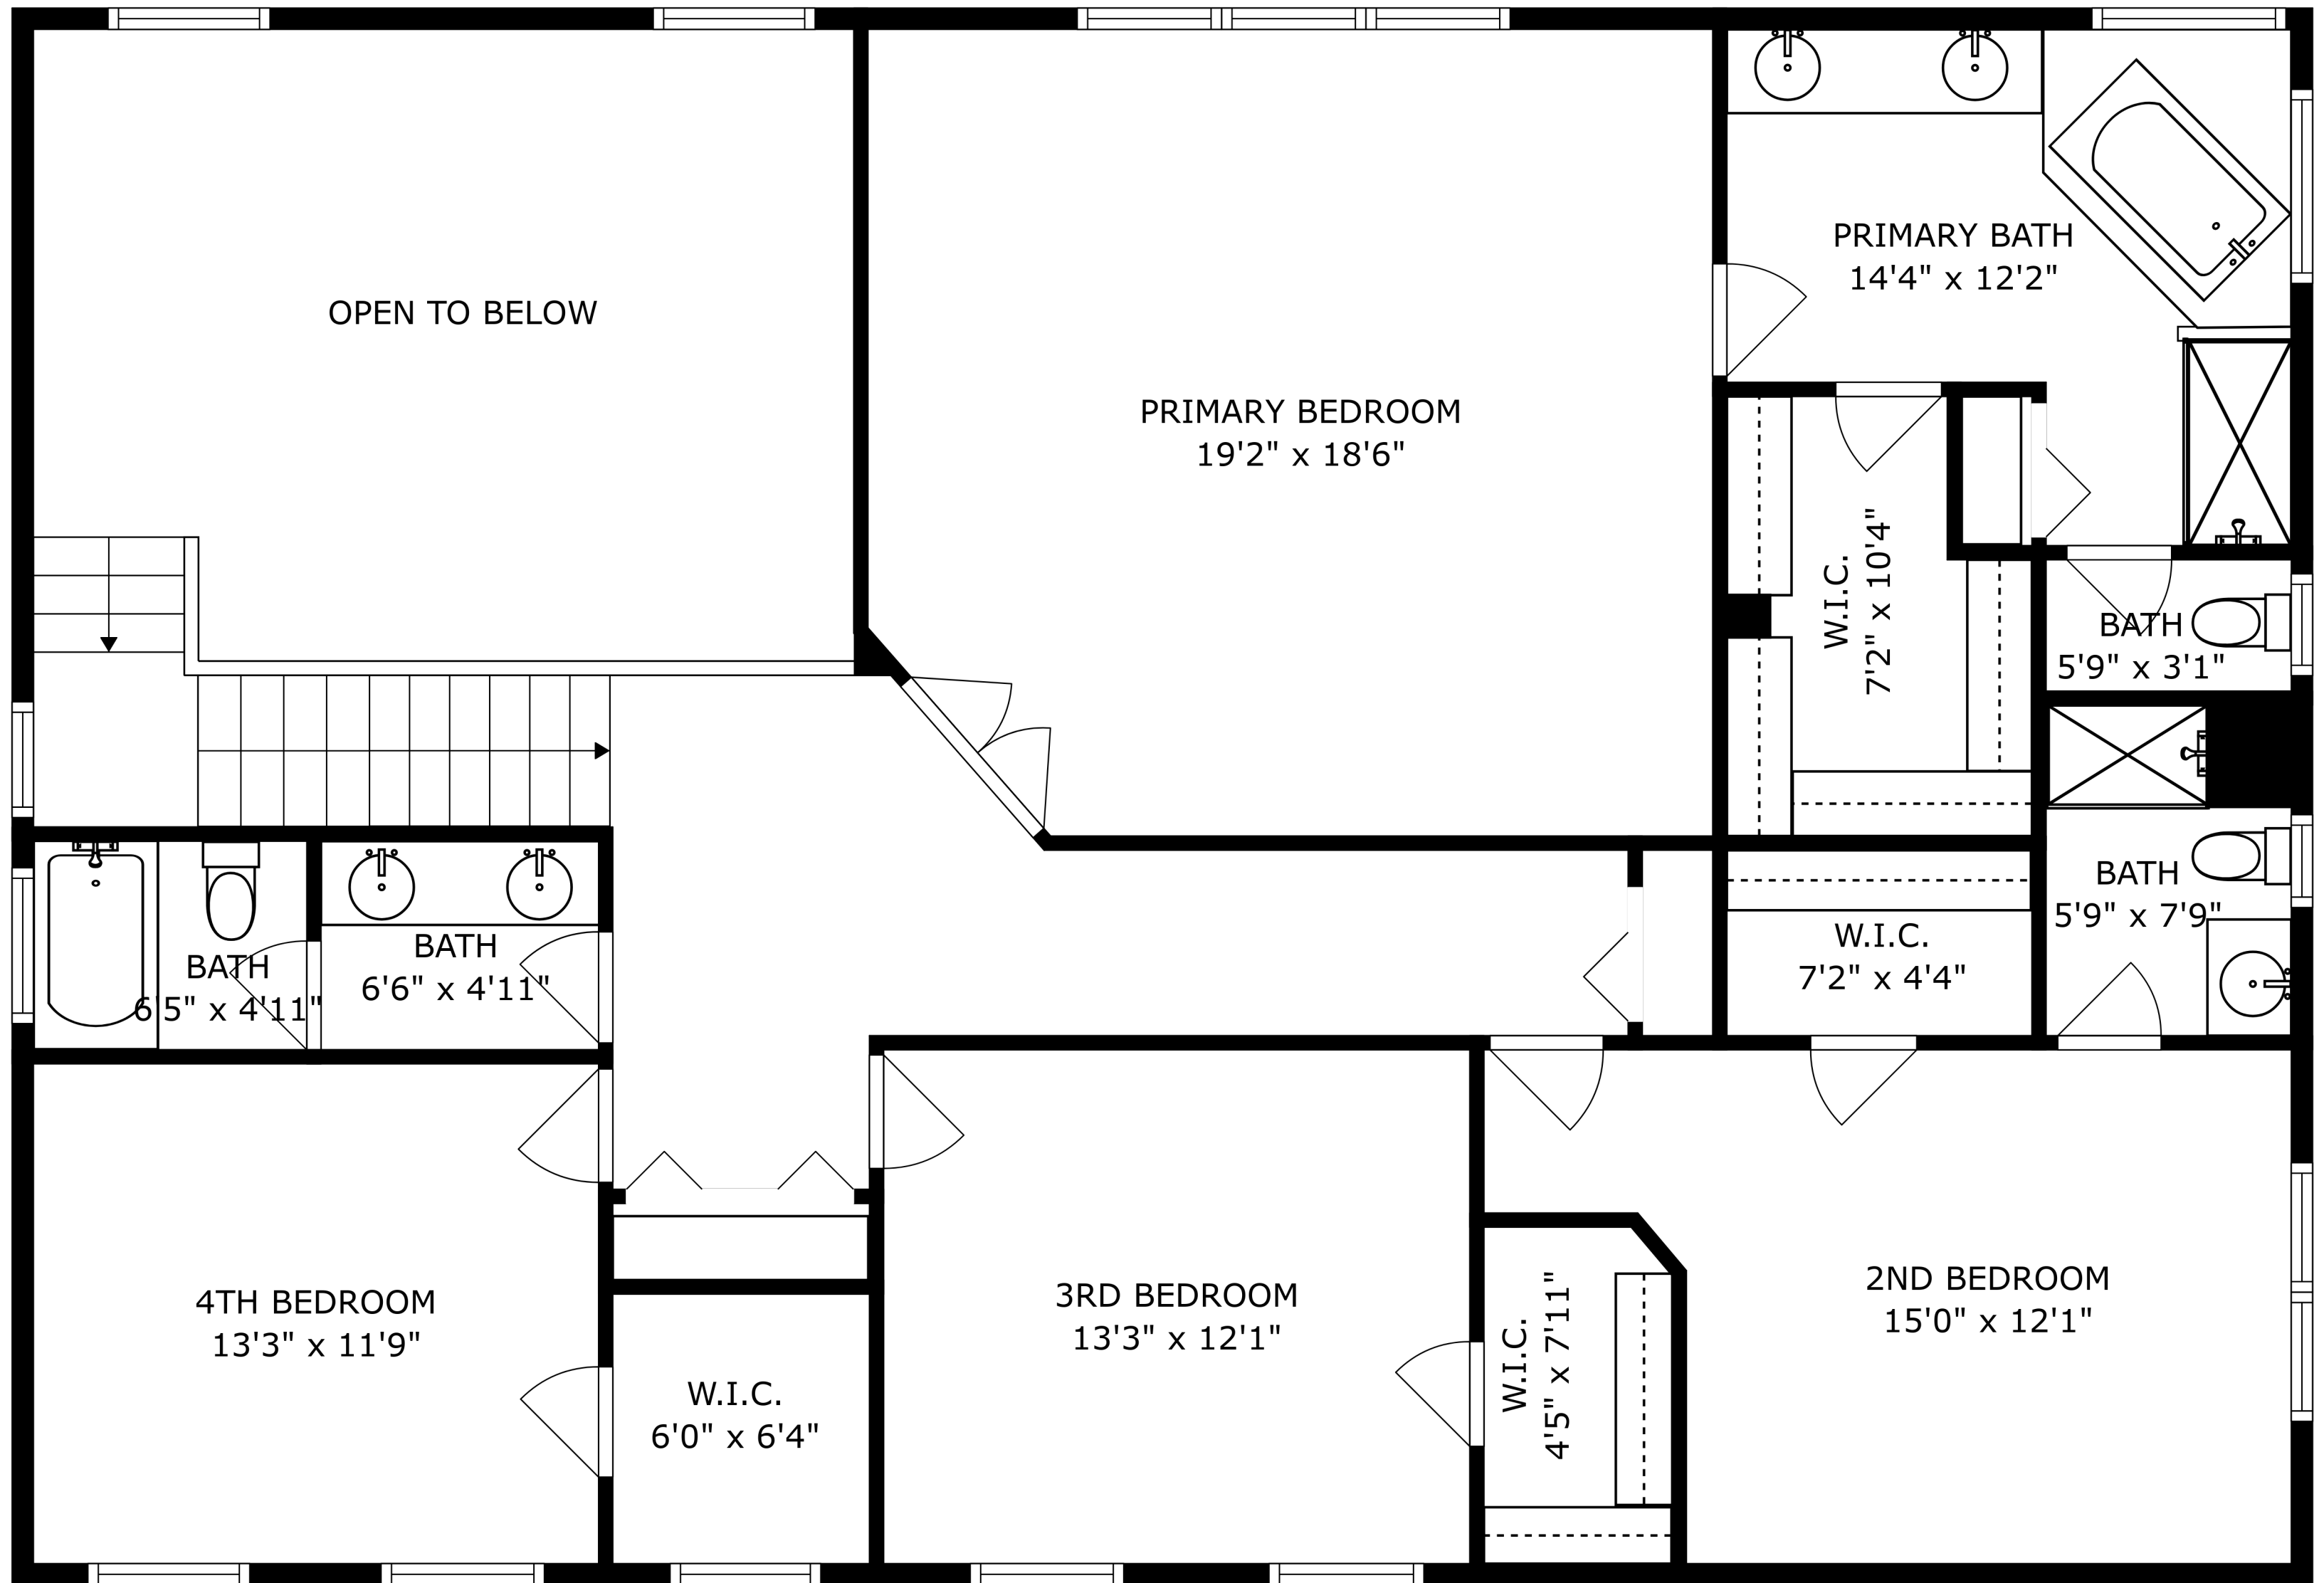 OPEN TO BELOW
PRIMARY BEDROOM
19'2" x 18'6"
PRIMARY BATH
14'4" x 12'2"
W.I.C.
7'2" x 10'4"
BATH
5'9" x 3'1"
BATH
5'9" x 7'9"
W.I.C.
7'2" x 4'4"
BATH
6'5" x 4'11"
BATH
6'6" x 4'11"
4TH BEDROOM
13'3" x 11'9"
W.I.C.
6'0" x 6'4"
3RD BEDROOM
13'3" x 12'1"
W.I.C.
4'5" x 7'11"
2ND BEDROOM
15'0" x 12'1"